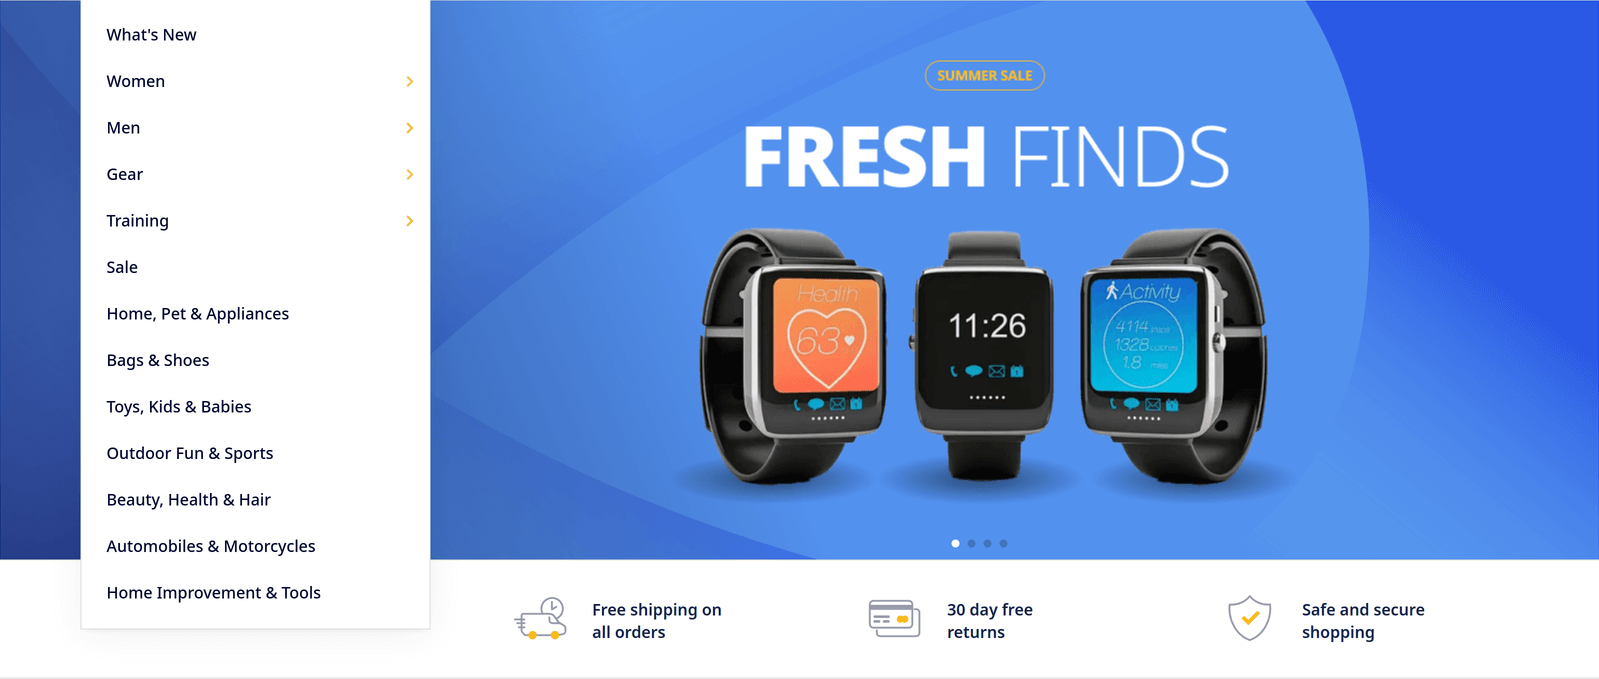 What's New
Women
Men
Gear
Training
Sale
Home, Pet & Appliances
Bags & Shoes
Toys, Kids & Babies
Outdoor Fun & Sports
Beauty, Health & Hair
Automobiles & Motorcycles
Home Improvement & Tools
SUMMER SALE
FRESH FINDS
Health
63
11:26
Activity
4114
1328 calories
1.8 miles
Free shipping on
all orders
30 day free
returns
Safe and secure
shopping